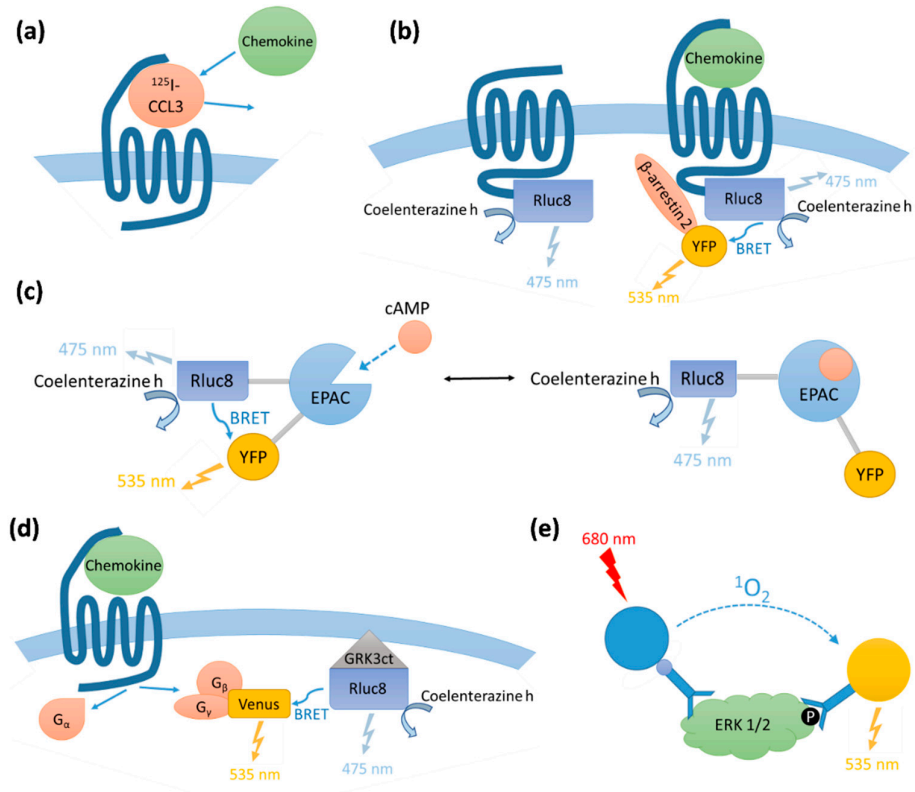 (a)
Chemokine
¹²⁵I-
CCL3
(b)
Chemokine
Rluc8
Coelenterazine h
475 nm
β-arrestin 2
Rluc8
475 nm
Coelenterazine h
YFP
BRET
535 nm
(c)
475 nm
Coelenterazine h
Rluc8
BRET
YFP
535 nm
EPAC
cAMP
Coelenterazine h
Rluc8
475 nm
EPAC
YFP
(d)
Chemokine
Gα
Gβ
Gγ
Venus
BRET
535 nm
GRK3ct
Rluc8
Coelenterazine h
475 nm
(e)
680 nm
¹O₂
ERK 1/2
P
535 nm